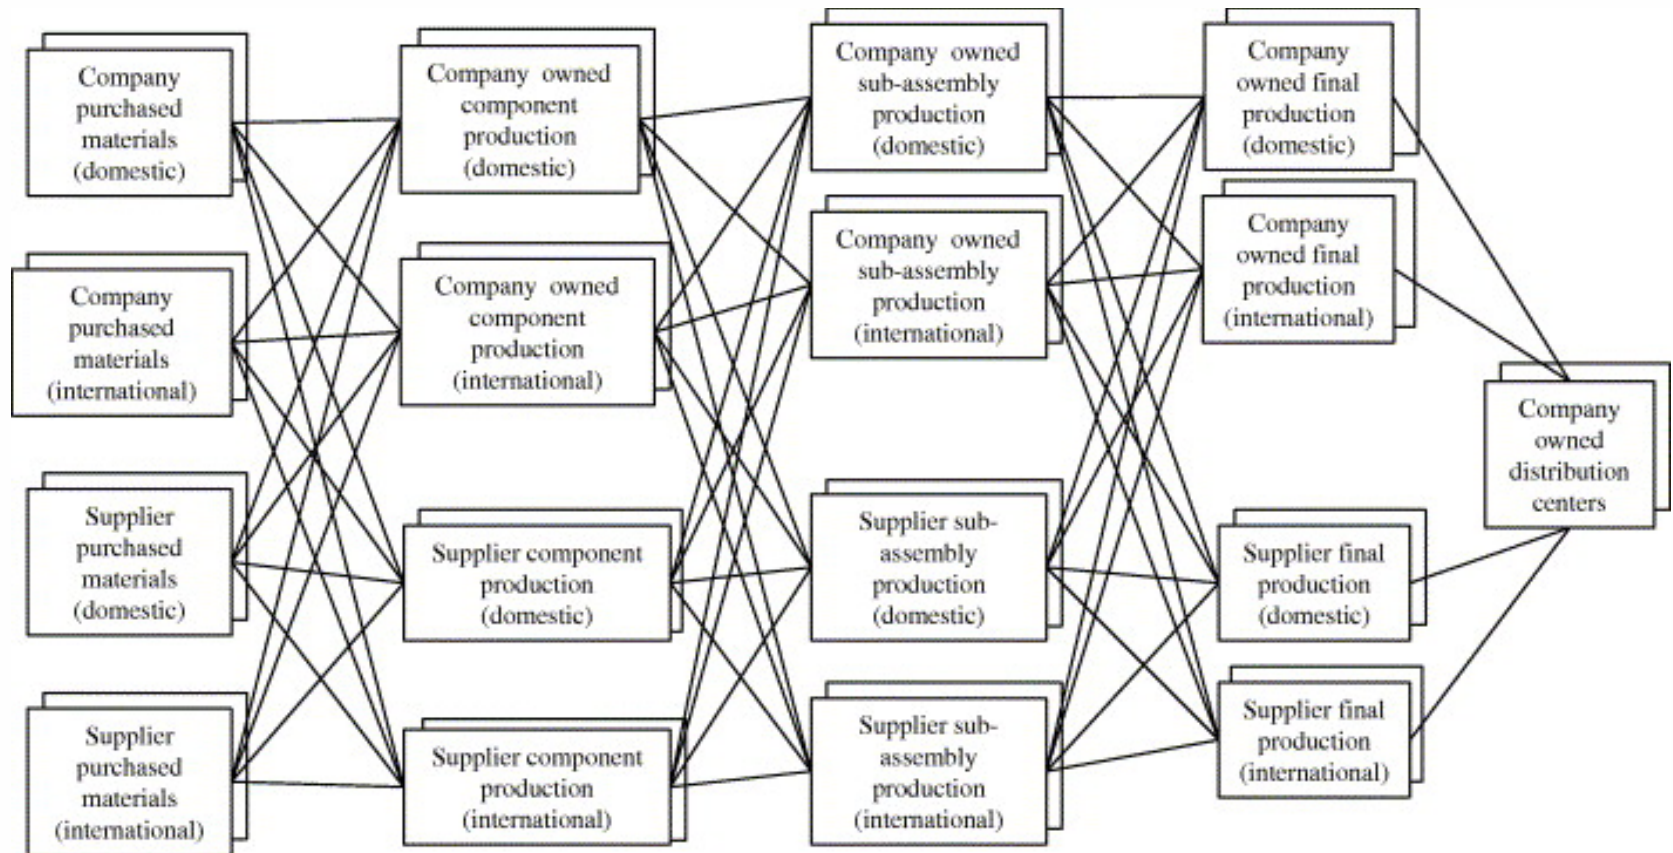 Company
purchased
materials
(domestic)
Company
purchased
materials
(international)
Supplier
purchased
materials
(domestic)
Supplier
purchased
materials
(international)
Company owned
component
production
(domestic)
Company owned
component
production
(international)
Supplier component
production
(domestic)
Supplier component
production
(international)
Company owned
sub-assembly
production
(domestic)
Company owned
sub-assembly
production
(international)
Supplier sub-
assembly
production
(domestic)
Supplier sub-
assembly
production
(international)
Company
owned final
production
(domestic)
Company
owned final
production
(international)
Supplier final
production
(domestic)
Supplier final
production
(international)
Company
owned
distribution
centers